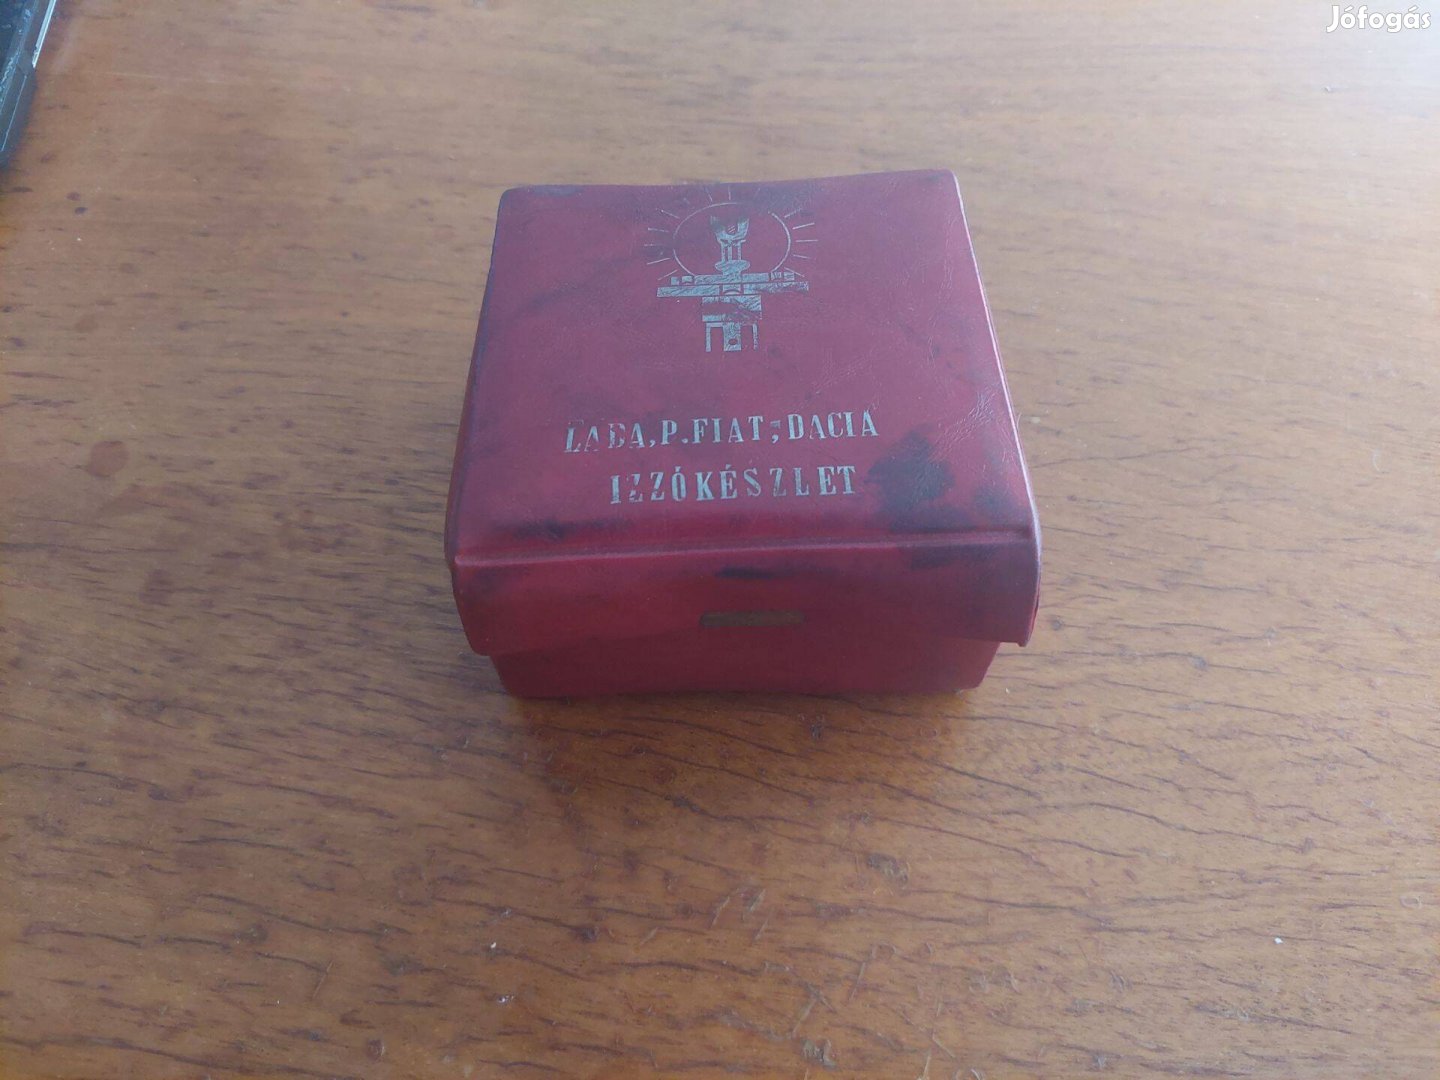 Jófogás
LADA, P.FIAT, DACIA
IZZÓKÉSZLET